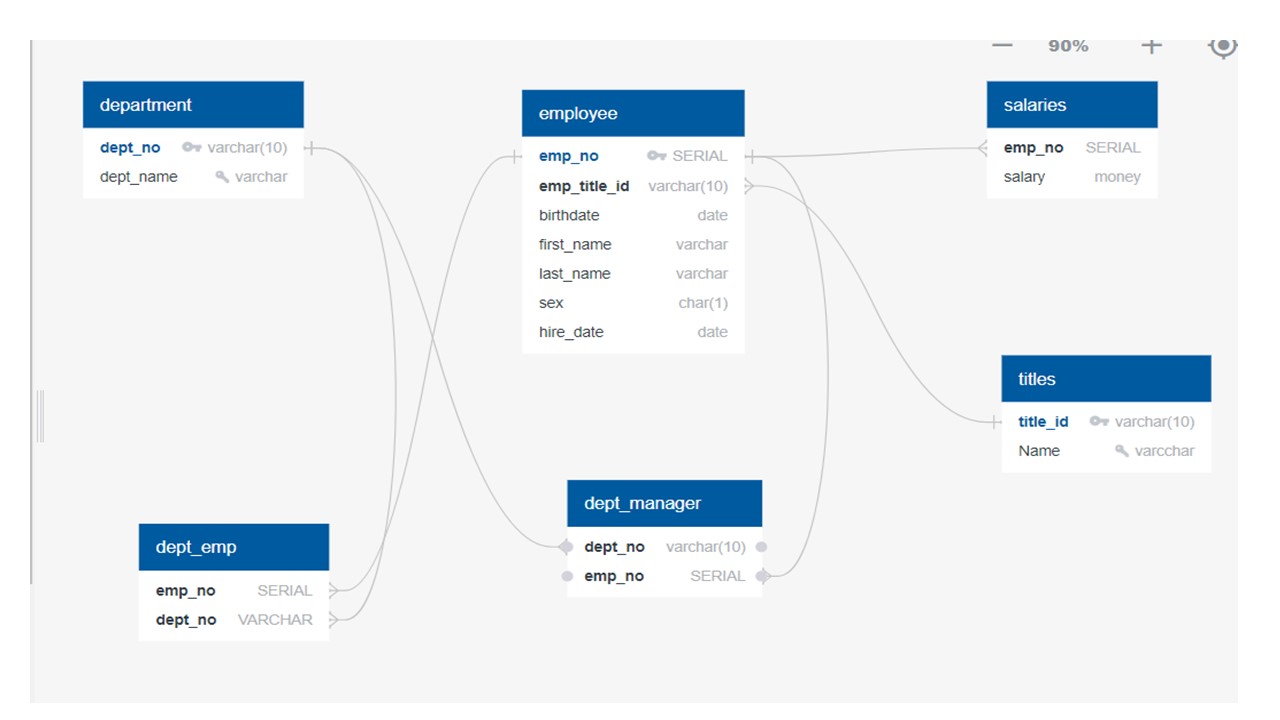 90%
department
dept_no varchar(10)
dept_name varchar
employee
emp_no SERIAL
emp_title_id varchar(10)
birthdate date
first_name varchar
last_name varchar
sex char(1)
hire_date date
salaries
emp_no SERIAL
salary money
titles
title_id varchar(10)
Name varcchar
dept_manager
dept_no varchar(10)
emp_no SERIAL
dept_emp
emp_no SERIAL
dept_no VARCHAR